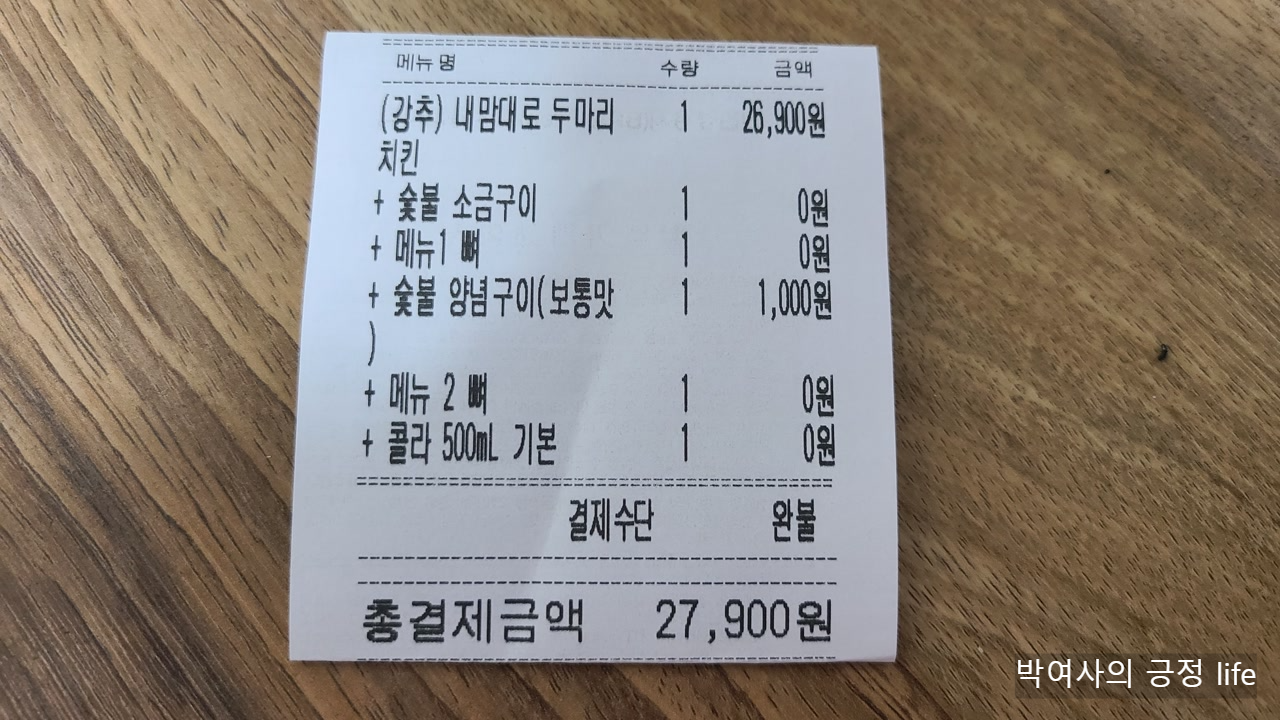 메뉴명 수량 금액
(강추) 내맘대로 두마리 1 26,900원
치킨
+ 숯불 소금구이 1 0원
+ 메뉴1 뼈 1 0원
+ 숯불 양념구이(보통맛 1 1,000원
)
+ 메뉴 2 뼈 1 0원
+ 콜라 500mL 기본 1 0원
결제수단 완불
총결제금액 27,900원
박여사의 긍정 life